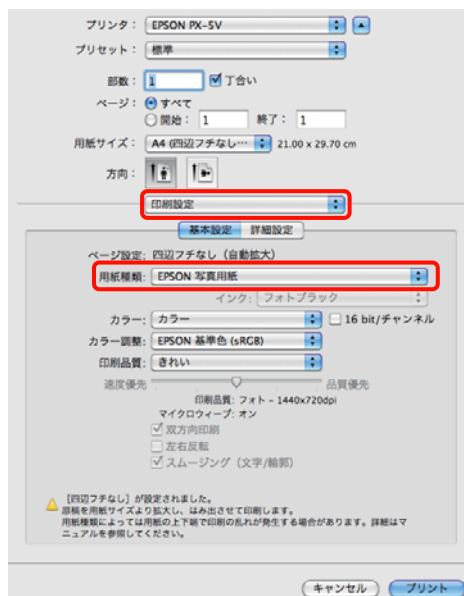 プリンタ： EPSON PX-5V
プリセット： 標準
部数： 1 丁合い
ページ： すべて
開始： 1 終了： 1
用紙サイズ： A4 (四辺フチなし… 21.00 x 29.70 cm
方向：
印刷設定
基本設定 詳細設定
ページ設定: 四辺フチなし（自動拡大）
用紙種類: EPSON 写真用紙
インク: フォトブラック
カラー: カラー 16 bit/チャンネル
カラー調整: EPSON 基準色 (sRGB)
印刷品質: きれい
速度優先 品質優先
印刷品質: フォト – 1440x720dpi
マイクロウィーブ: オン
双方向印刷
左右反転
スムージング（文字/輪郭）
[四辺フチなし] が設定されました。
原稿を用紙サイズより拡大し、はみ出させて印刷します。
用紙種類によっては用紙の上下端で印刷の乱れが発生する場合があります。詳細はマ
ニュアルを参照してください。
キャンセル プリント